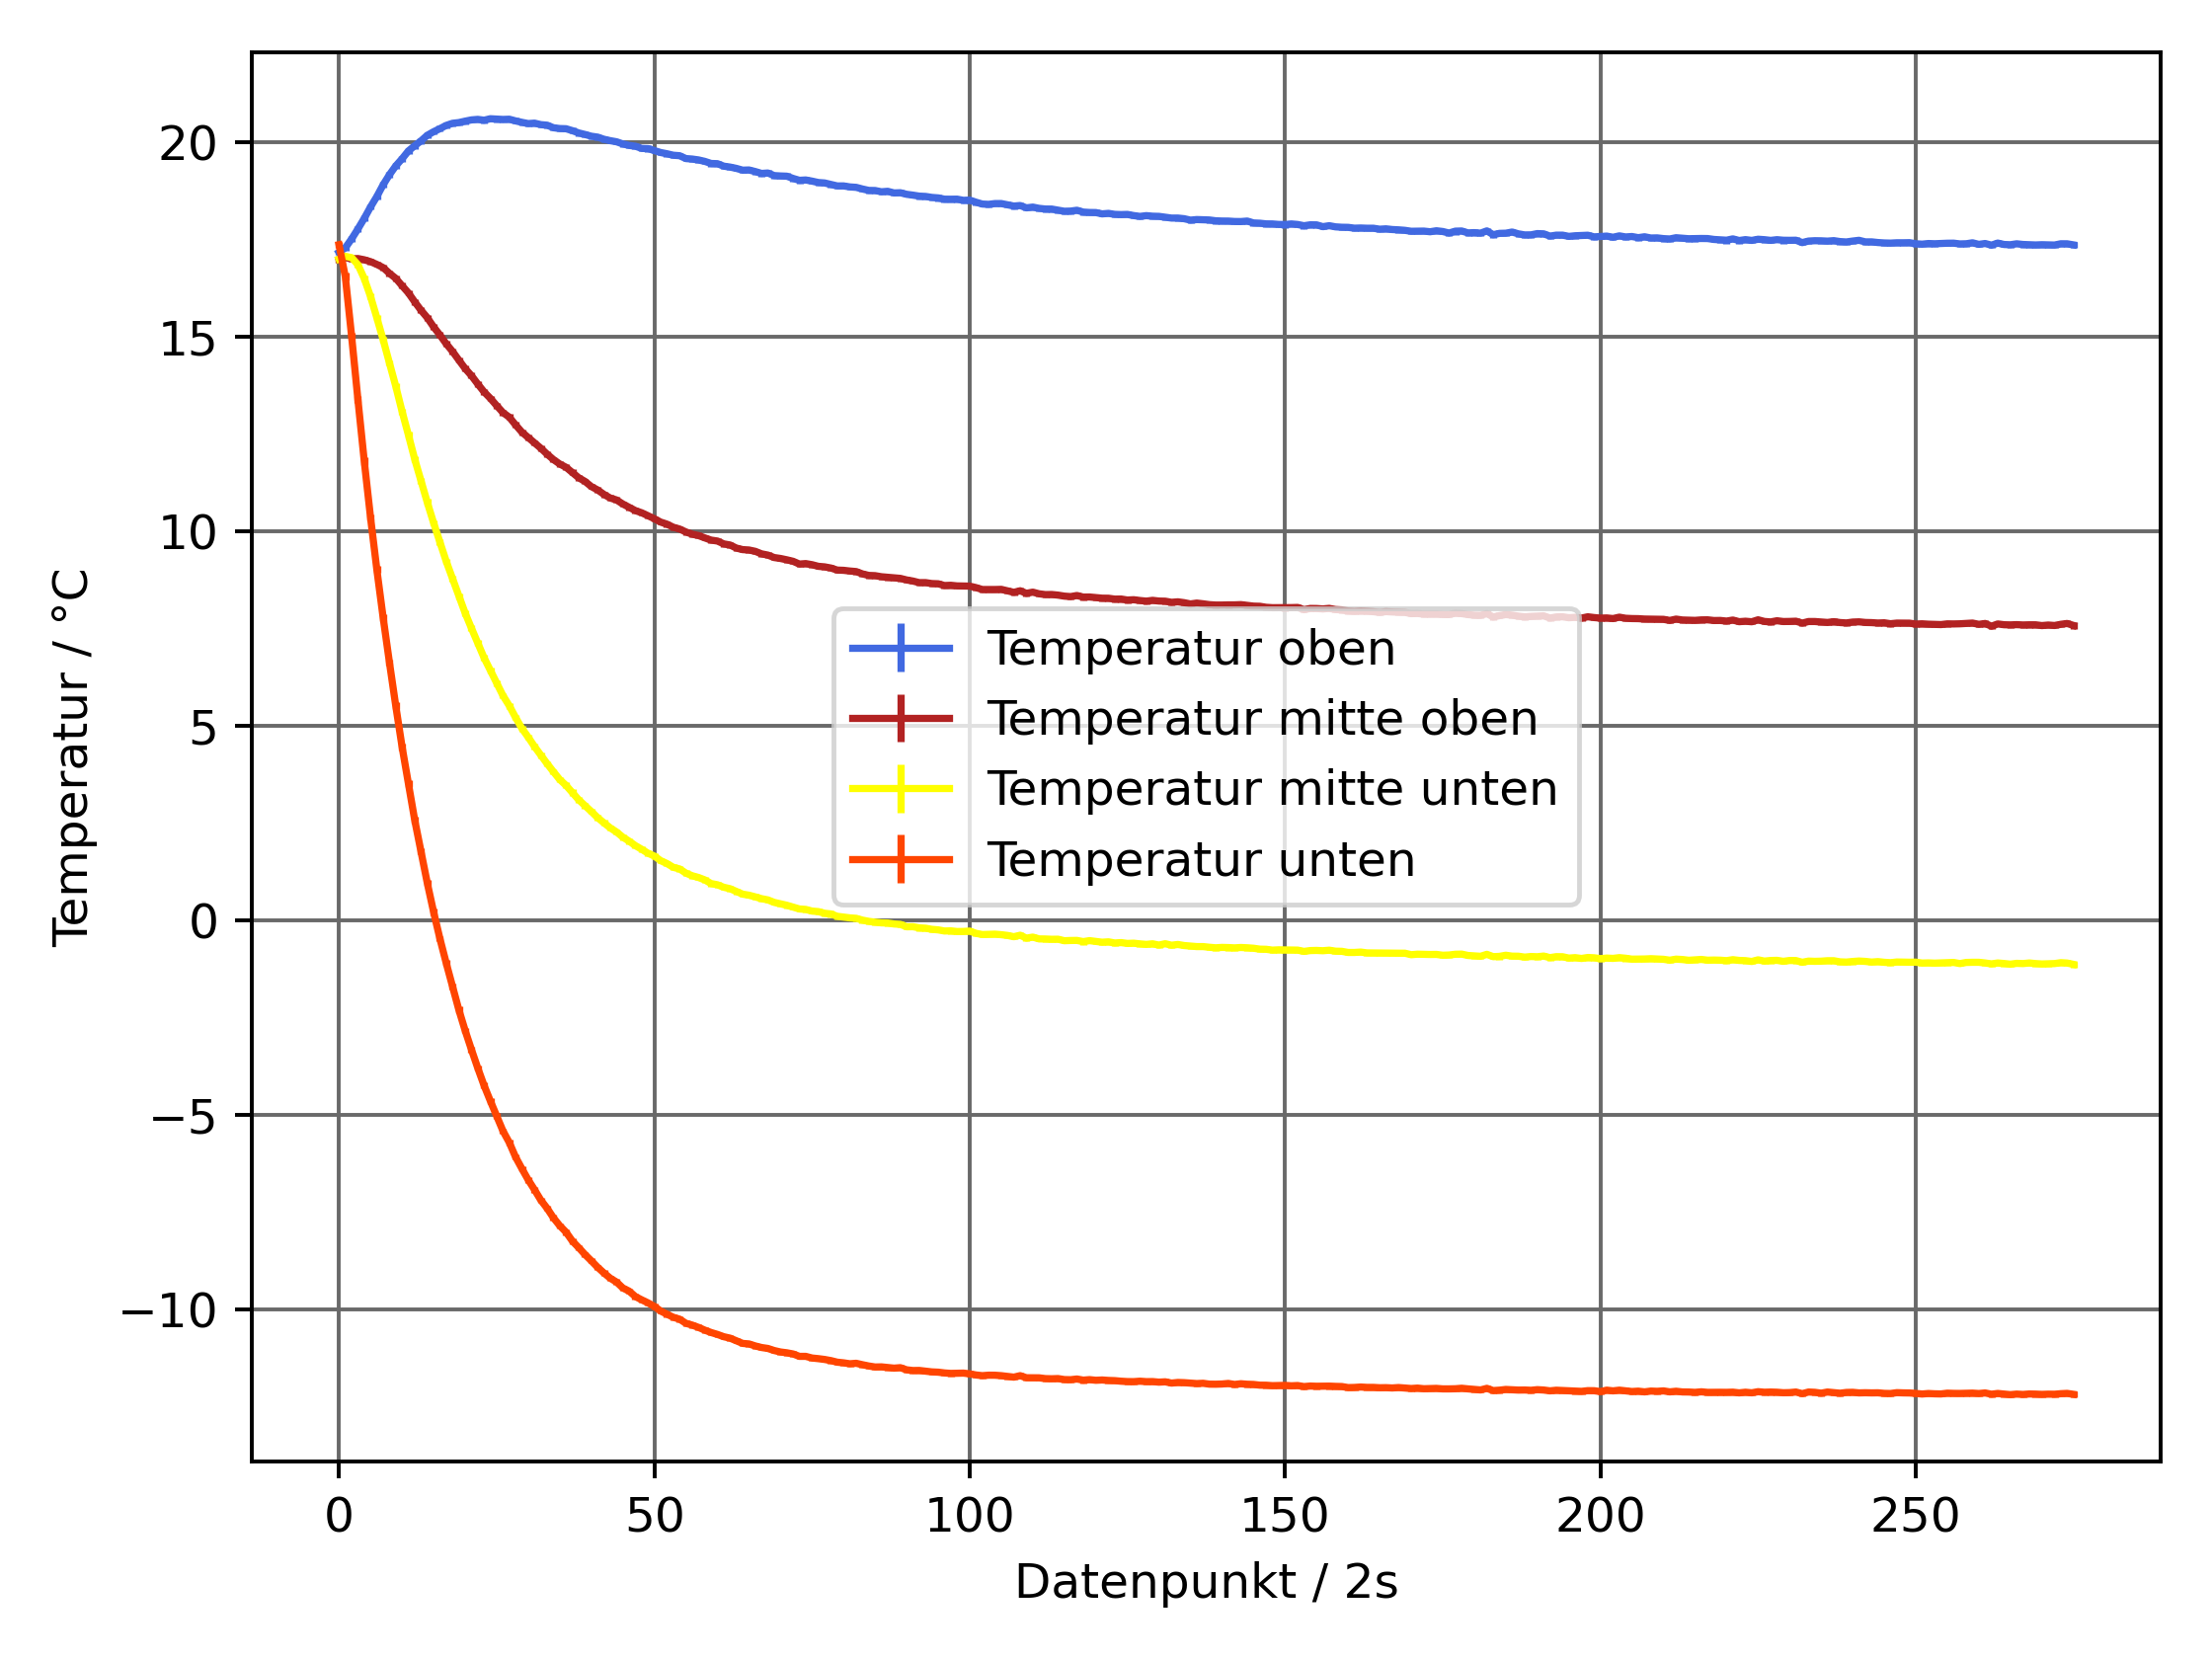 Temperatur / °C
20
15
10
5
0
−5
−10
Temperatur oben
Temperatur mitte oben
Temperatur mitte unten
Temperatur unten
0 50 100 150 200 250
Datenpunkt / 2s